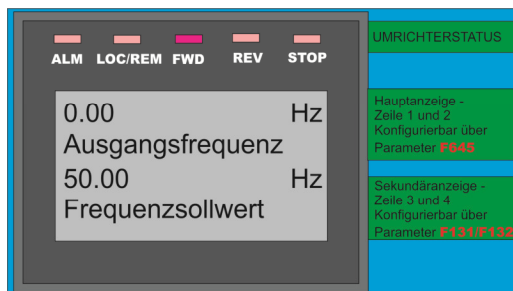 ALM LOC/REM FWD REV STOP
0.00 Hz
Ausgangsfrequenz
50.00 Hz
Frequenzsollwert
UMRICHTERSTATUS
Hauptanzeige -
Zeile 1 und 2
Konfigurierbar über
Parameter F645
Sekundäranzeige -
Zeile 3 und 4
Konfigurierbar über
Parameter F131/F132